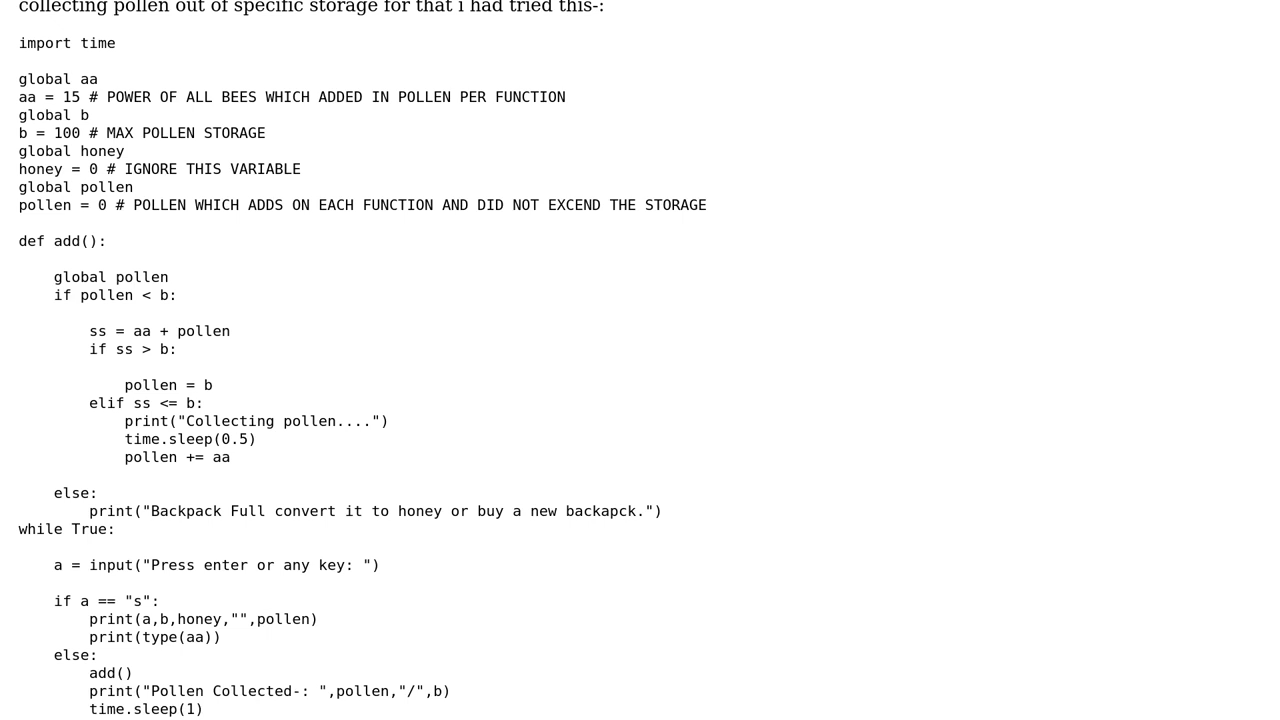 collecting pollen out of specific storage for that i had tried this-:
import time
global aa
aa = 15 # POWER OF ALL BEES WHICH ADDED IN POLLEN PER FUNCTION
global b
b = 100 # MAX POLLEN STORAGE
global honey
honey = 0 # IGNORE THIS VARIABLE
global pollen
pollen = 0 # POLLEN WHICH ADDS ON EACH FUNCTION AND DID NOT EXCEND THE STORAGE
def add():
    global pollen
    if pollen < b:
        ss = aa + pollen
        if ss > b:
            pollen = b
        elif ss <= b:
            print("Collecting pollen....")
            time.sleep(0.5)
            pollen += aa
    else:
        print("Backpack Full convert it to honey or buy a new backapck.")
while True:
    a = input("Press enter or any key: ")
    if a == "s":
        print(a,b,honey,"",pollen)
        print(type(aa))
    else:
        add()
        print("Pollen Collected-: ",pollen,"/",b)
        time.sleep(1)